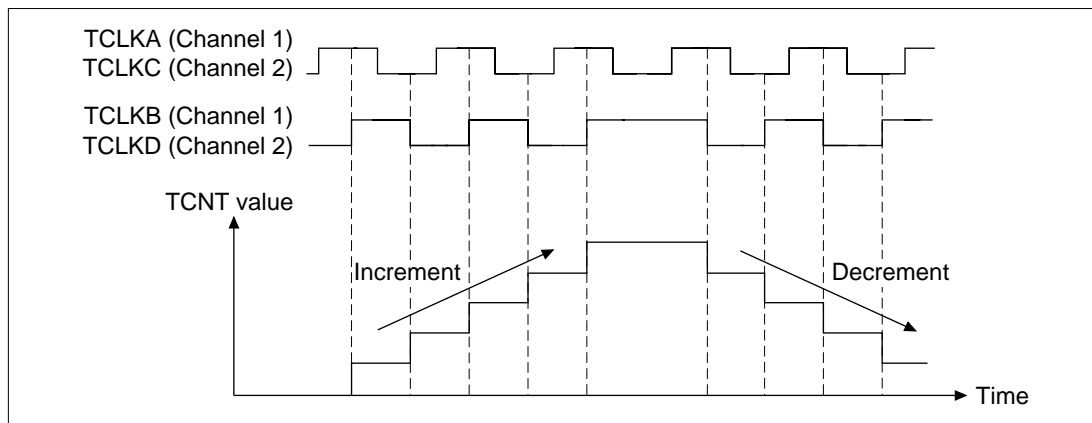 TCLKA (Channel 1)
TCLKC (Channel 2)
TCLKB (Channel 1)
TCLKD (Channel 2)
TCNT value
Increment
Decrement
Time